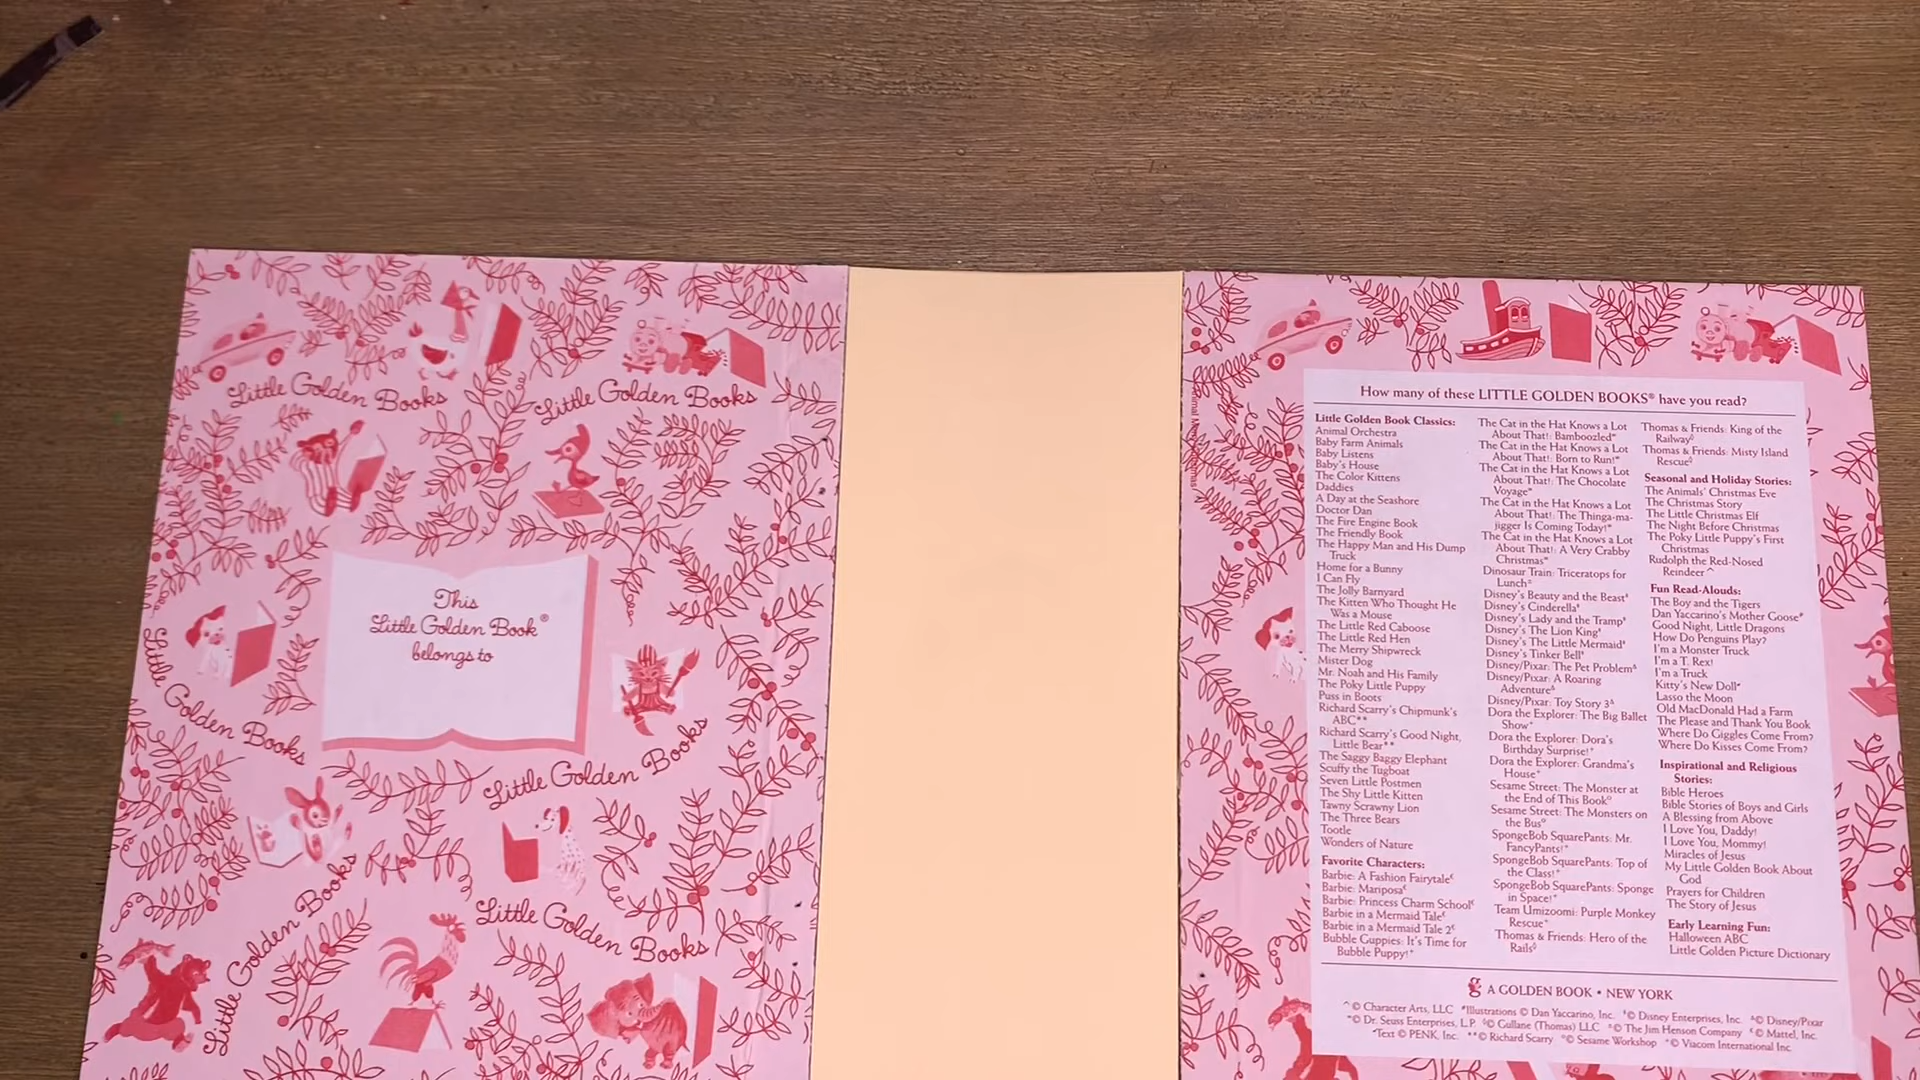 Little Golden Books
Little Golden Books
This
Little Golden Book®
belongs to
Little Golden Books
Little Golden Books
Little Golden Books
Little Golden Books
How many of these LITTLE GOLDEN BOOKS® have you read?
Little Golden Book Classics:
Animal Orchestra
Baby Farm Animals
Baby Listens
Baby's House
The Color Kittens
Daddies
A Day at the Seashore
Doctor Dan
The Fire Engine Book
The Friendly Book
The Happy Man and His Dump
Truck
Home for a Bunny
I Can Fly
The Jolly Barnyard
The Kitten Who Thought He
Was a Mouse
The Little Red Caboose
The Little Red Hen
The Merry Shipwreck
Mister Dog
Mr. Noah and His Family
The Poky Little Puppy
Puss in Boots
Richard Scarry's Chipmunk's
ABC**
Richard Scarry's Good Night,
Little Bear**
The Saggy Baggy Elephant
Scuffy the Tugboat
Seven Little Postmen
The Shy Little Kitten
Tawny Scrawny Lion
The Three Bears
Tootle
Wonders of Nature
Favorite Characters:
Barbie: A Fashion Fairytale
Barbie: Mariposa
Barbie: Princess Charm School
Barbie in a Mermaid Tale
Barbie in a Mermaid Tale 2
Bubble Guppies: It's Time for
Bubble Puppy!
The Cat in the Hat Knows a Lot
About That!: Bamboozled
The Cat in the Hat Knows a Lot
About That!: Born to Run!
The Cat in the Hat Knows a Lot
About That!: The Chocolate
Voyage
The Cat in the Hat Knows a Lot
About That!: The Thinga-ma-
jigger Is Coming Today!
The Cat in the Hat Knows a Lot
About That!: A Very Crabby
Christmas
Dinosaur Train: Triceratops for
Lunch
Disney's Beauty and the Beast
Disney's Cinderella
Disney's Lady and the Tramp
Disney's The Lion King
Disney's The Little Mermaid
Disney's Tinker Bell
Disney/Pixar: The Pet Problem
Disney/Pixar: A Roaring
Adventure
Disney/Pixar: Toy Story 3
Dora the Explorer: The Big Ballet
Show
Dora the Explorer: Dora's
Birthday Surprise!
Dora the Explorer: Grandma's
House
Sesame Street: The Monster at
the End of This Book
Sesame Street: The Monsters on
the Bus
SpongeBob SquarePants: Mr.
FancyPants!
SpongeBob SquarePants: Top of
the Class!
SpongeBob SquarePants: Sponge
in Space!
Team Umizoomi: Purple Monkey
Rescue
Thomas & Friends: Hero of the
Rails
Thomas & Friends: King of the
Railway
Thomas & Friends: Misty Island
Rescue
Seasonal and Holiday Stories:
The Animals' Christmas Eve
The Christmas Story
The Little Christmas Elf
The Night Before Christmas
The Poky Little Puppy's First
Christmas
Rudolph the Red-Nosed
Reindeer^
Fun Read-Alouds:
The Boy and the Tigers
Dan Yaccarino's Mother Goose
Good Night, Little Dragons
How Do Penguins Play?
I'm a Monster Truck
I'm a T. Rex!
I'm a Truck
Kitty's New Doll
Lasso the Moon
Old MacDonald Had a Farm
The Please and Thank You Book
Where Do Giggles Come From?
Where Do Kisses Come From?
Inspirational and Religious
Stories:
Bible Heroes
Bible Stories of Boys and Girls
A Blessing from Above
I Love You, Daddy!
I Love You, Mommy!
Miracles of Jesus
My Little Golden Book About
God
Prayers for Children
The Story of Jesus
Early Learning Fun:
Halloween ABC
Little Golden Picture Dictionary
A GOLDEN BOOK • NEW YORK
^© Character Arts, LLC Illustrations © Dan Yaccarino, Inc. © Disney Enterprises, Inc. © Disney/Pixar
© Dr. Seuss Enterprises, L.P. © Gullane (Thomas) LLC © The Jim Henson Company © Mattel, Inc.
Text © PENK, Inc. **© Richard Scarry © Sesame Workshop © Viacom International Inc.